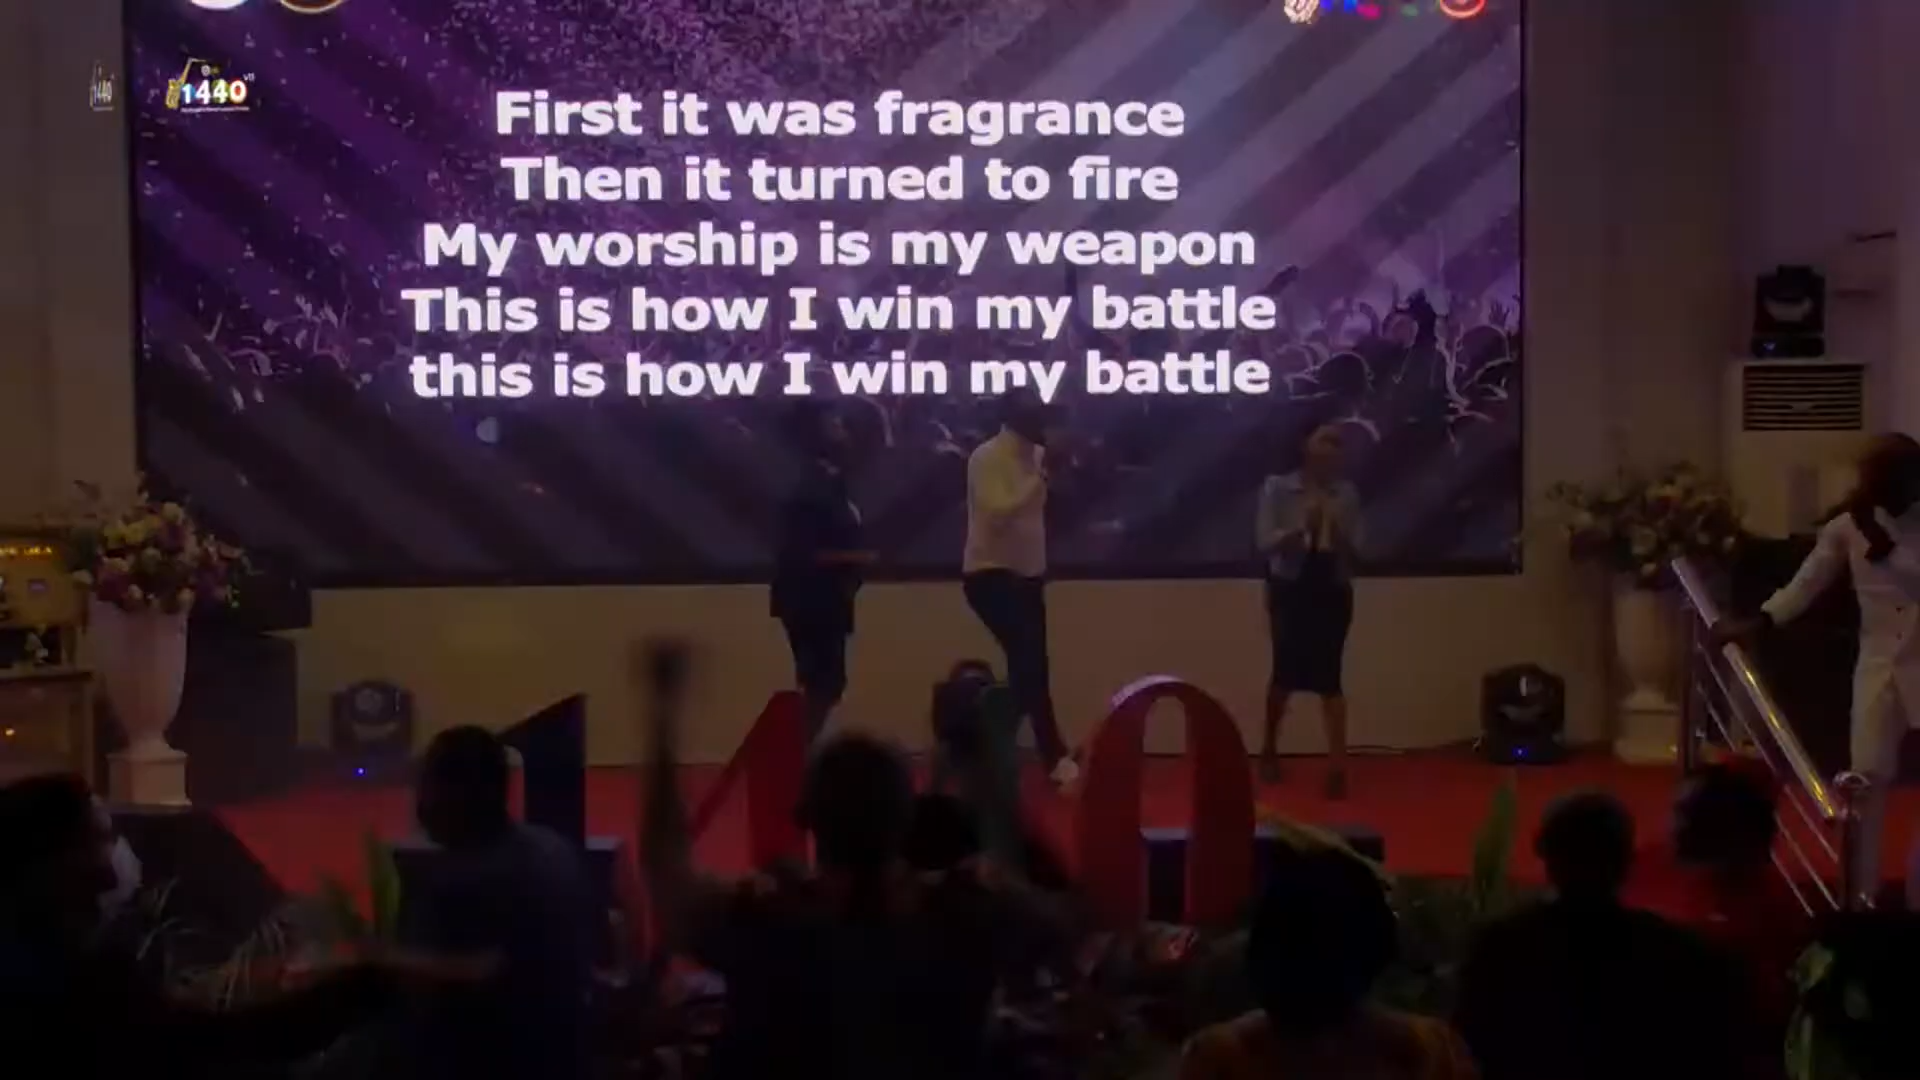 1440
First it was fragrance
Then it turned to fire
My worship is my weapon
This is how I win my battle
this is how I win my battle
140